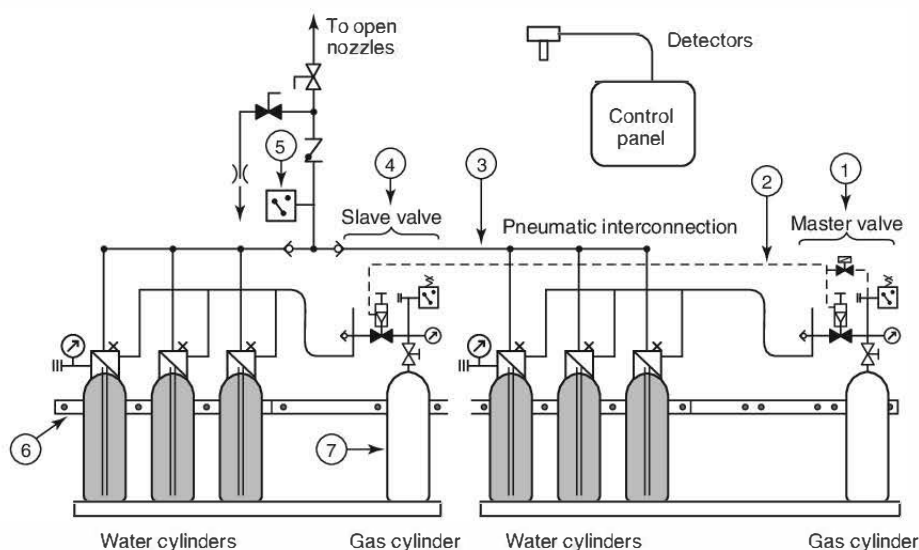 To open
nozzles
Detectors
Control
panel
5
4
3
2
1
Slave valve
Pneumatic interconnection
Master valve
6
7
Water cylinders
Gas cylinder
Water cylinders
Gas cylinder